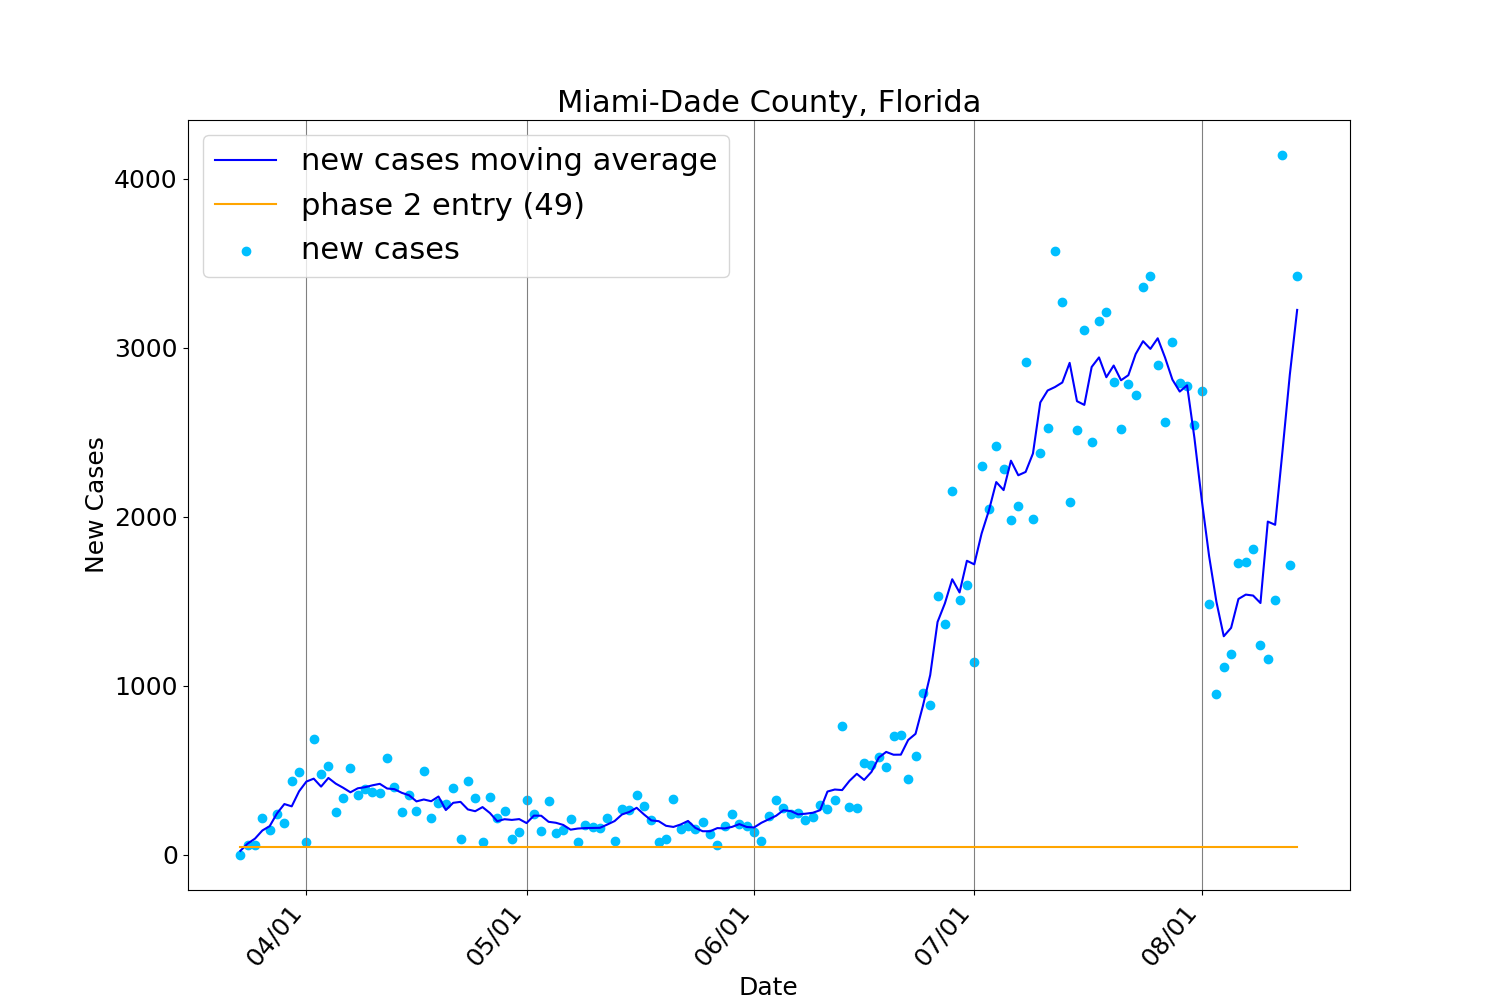 Miami-Dade County, Florida
new cases moving average
phase 2 entry (49)
new cases
4000
3000
2000
1000
0
New Cases
04/01
05/01
06/01
07/01
08/01
Date